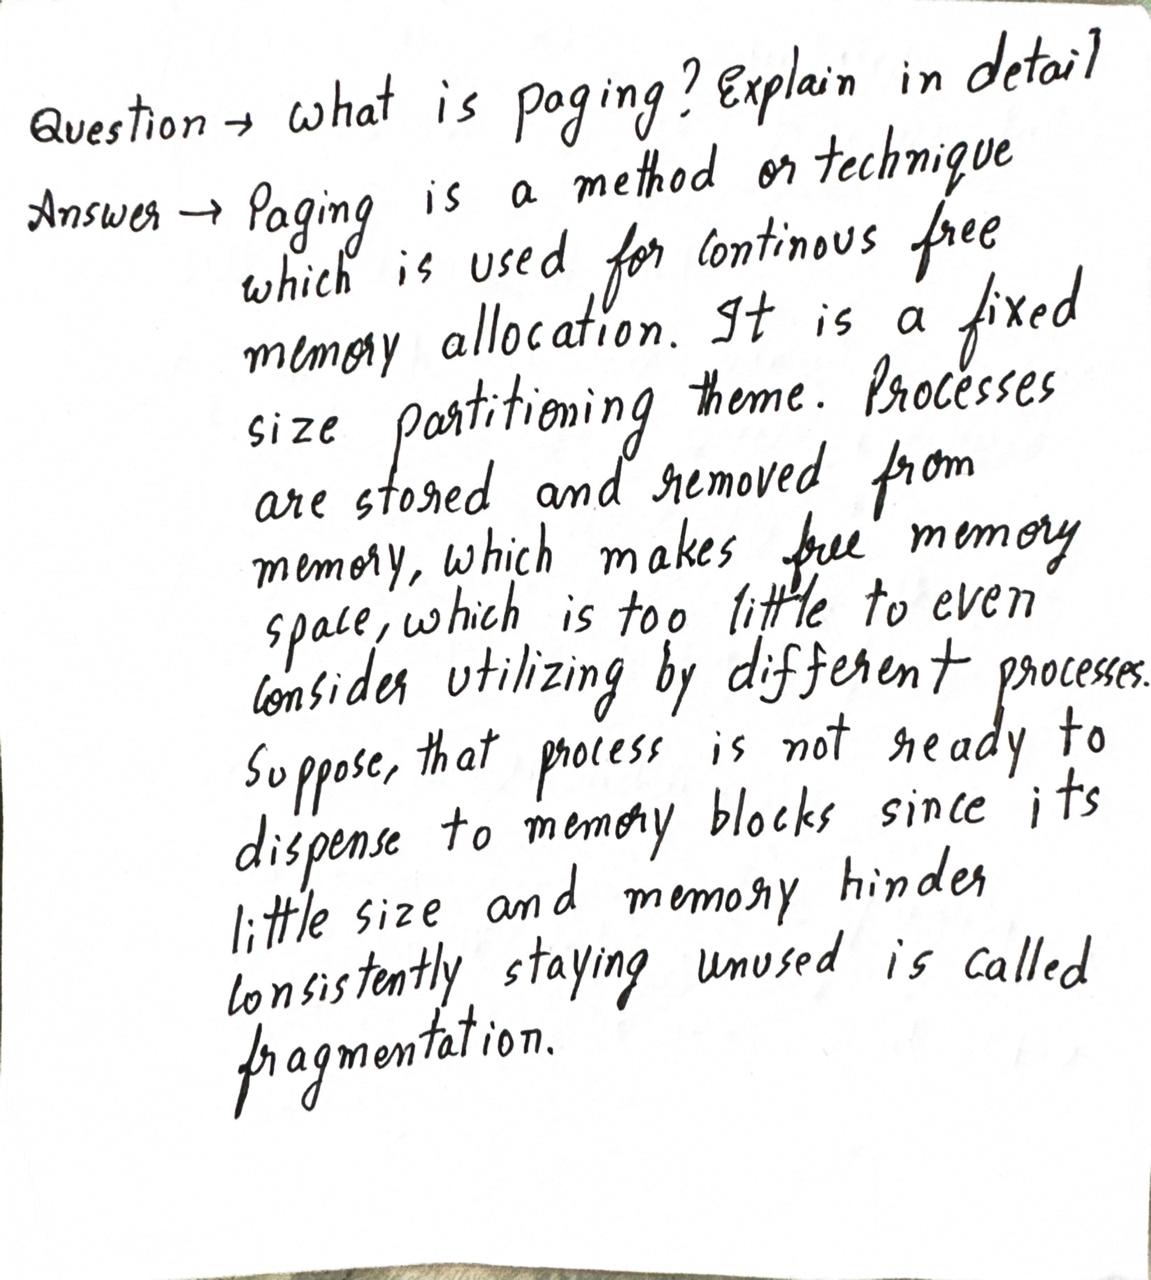 Question → What is paging? Explain in detail
Answer → Paging is a method or technique
which is used for continous free
memory allocation. It is a fixed
size partitioning theme. Processes
are stored and removed from
memory, which makes free memory
space, which is too little to even
consider utilizing by different processes.
Suppose, that process is not ready to
dispense to memory blocks since its
little size and memory hinder
consistently staying unused is called
fragmentation.